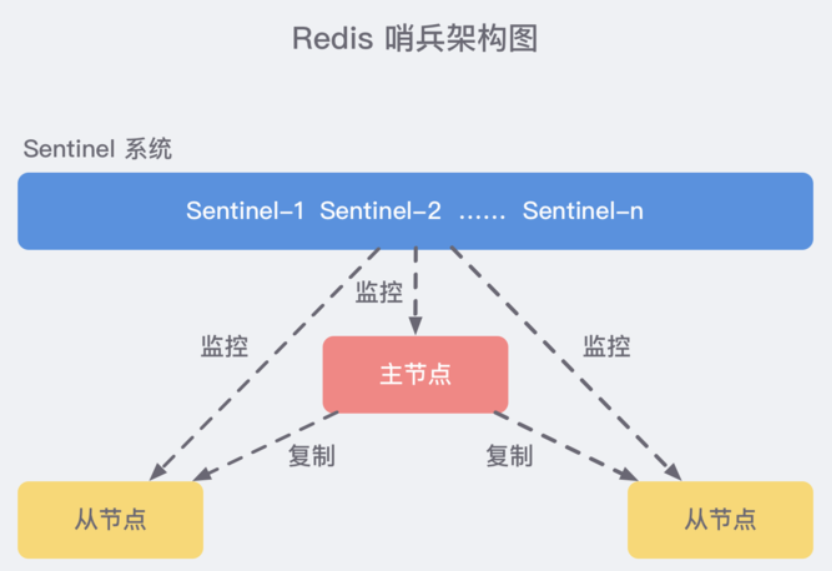 Redis 哨兵架构图
Sentinel 系统
Sentinel-1 Sentinel-2 …… Sentinel-n
监控
监控
监控
主节点
复制
复制
从节点
从节点